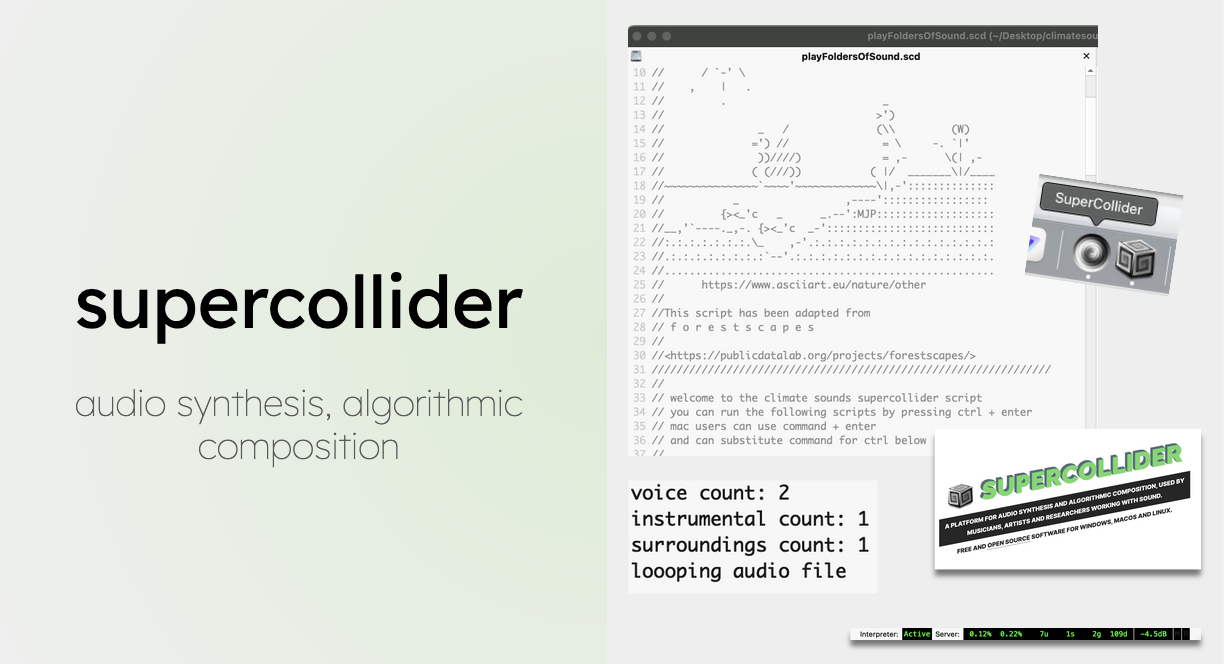 supercollider
audio synthesis, algorithmic
composition
playFoldersOfSound.scd (~/Desktop/climatesou
playFoldersOfSound.scd ×
10 //      / `-' \
11 //    ,    |   .
12 //         .                         _
13 //                                  >')
14 //               _   /              (\\         (W)
15 //              =') //               = \     -. `|'
16 //               ))////)             = ,-      \(| ,-
17 //              ( (///))           ( |/  _______\|/____
18 //~~~~~~~~~~~~~~~`~~~~'~~~~~~~~~~~~~\|,-'::::::::::::::
19 //           _                 ,----':::::::::::::::::
20 //         {><_'c   _      _.--':MJP:::::::::::::::::::
21 //__,'`----._,-. {><_'c  _-':::::::::::::::::::::::::::
22 //:.:.:.:.:.:.:.\_    ,-'.:.:.:.:.:.:.:.:.:.:.:.:.:.:.:
23 //.:.:.:.:.:.:.:.:`--'.:.:.:.:.:.:.:.:.:.:.:.:.:.:.:.:.
24 //.....................................................
25 //      https://www.asciiart.eu/nature/other
26 //
27 //This script has been adapted from
28 // f o r e s t s c a p e s
29 //
30 //<https://publicdatalab.org/projects/forestscapes/>
31 ////////////////////////////////////////////////////////////////
32 //
33 // welcome to the climate sounds supercollider script
34 // you can run the following scripts by pressing ctrl + enter
35 // mac users can use command + enter
36 // and can substitute command for ctrl below
37 //
SuperCollider
SUPERCOLLIDER
A PLATFORM FOR AUDIO SYNTHESIS AND ALGORITHMIC COMPOSITION, USED BY
MUSICIANS, ARTISTS AND RESEARCHERS WORKING WITH SOUND.
FREE AND OPEN SOURCE SOFTWARE FOR WINDOWS, MACOS AND LINUX.
voice count: 2
instrumental count: 1
surroundings count: 1
loooping audio file
Interpreter: Active Server: 0.12% 0.22% 7u 1s 2g 109d -4.5dB